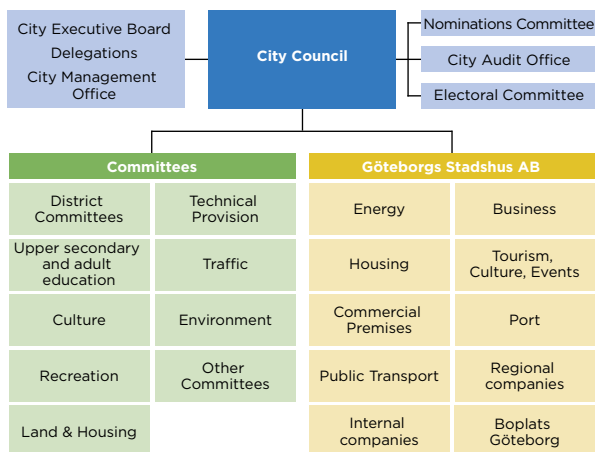 City Executive Board
Delegations
City Management
Office
City Council
Nominations Committee
City Audit Office
Electoral Committee
Committees
District
Committees
Technical
Provision
Upper secondary
and adult
education
Traffic
Culture
Environment
Recreation
Other
Committees
Land & Housing
Göteborgs Stadshus AB
Energy
Business
Housing
Tourism,
Culture, Events
Commercial
Premises
Port
Public Transport
Regional
companies
Internal
companies
Boplats
Göteborg